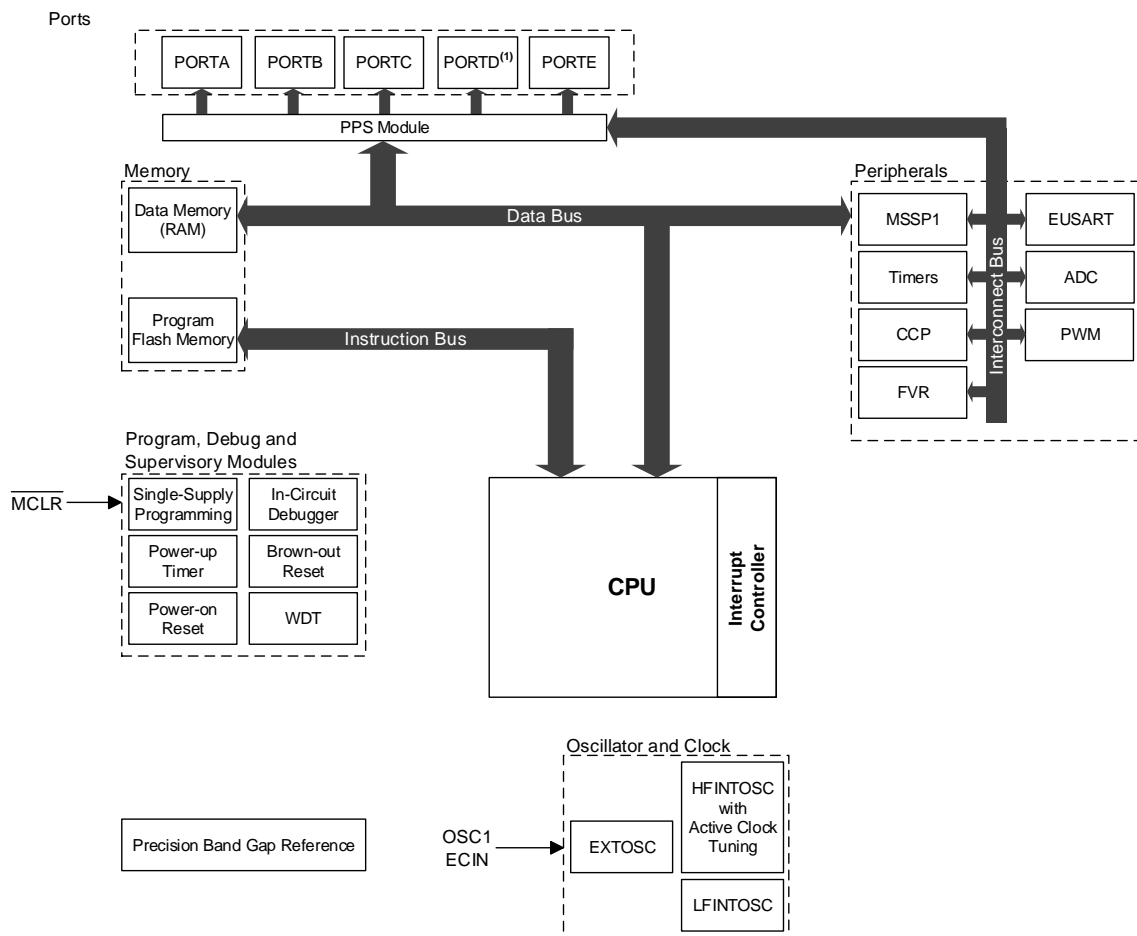 Ports
PORTA
PORTB
PORTC
PORTD(1)
PORTE
PPS Module
Memory
Data Memory
(RAM)
Data Bus
Program
Flash Memory
Instruction Bus
Peripherals
MSSP1
EUSART
Timers
ADC
CCP
PWM
FVR
Interconnect Bus
Program, Debug and
Supervisory Modules
MCLR
Single-Supply
Programming
In-Circuit
Debugger
Power-up
Timer
Brown-out
Reset
Power-on
Reset
WDT
CPU
Interrupt
Controller
Oscillator and Clock
HFINTOSC
with
Active Clock
Tuning
EXTOSC
LFINTOSC
OSC1
ECIN
Precision Band Gap Reference